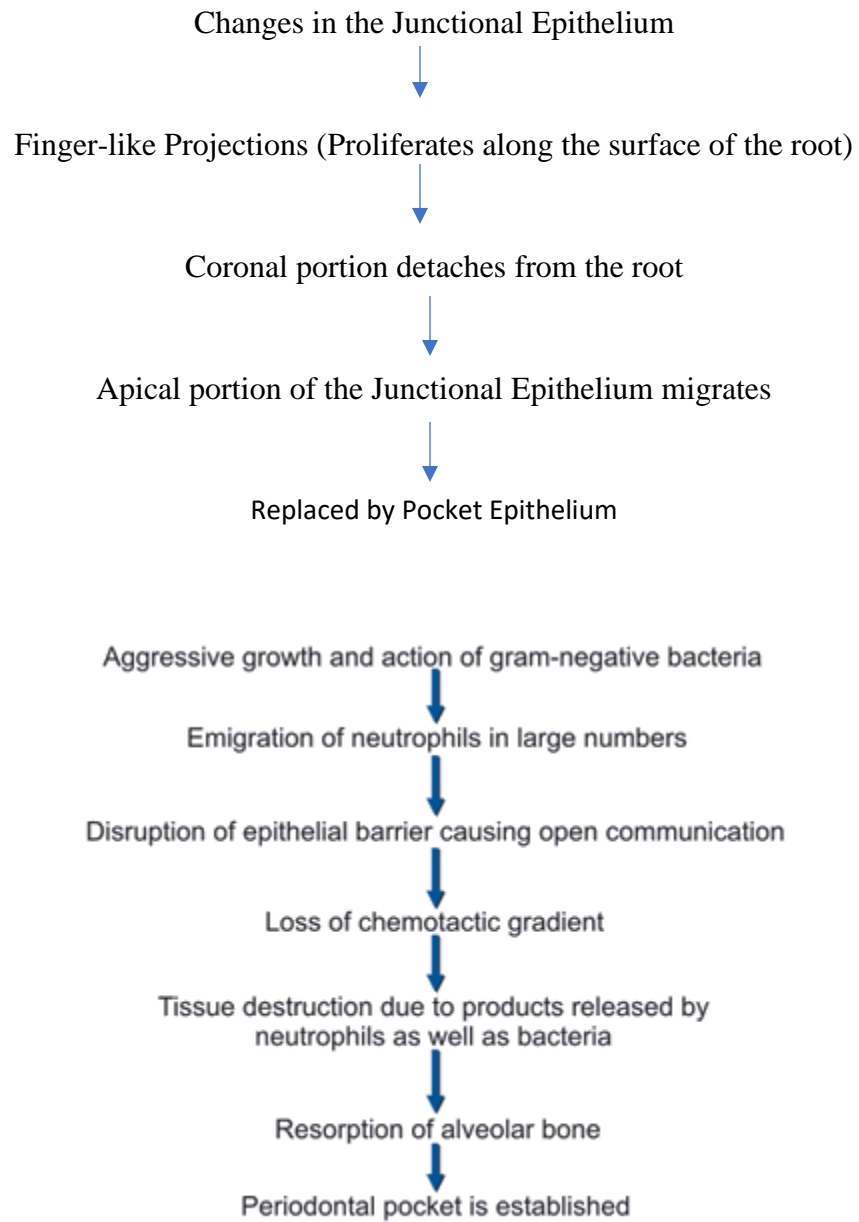 Changes in the Junctional Epithelium
Finger-like Projections (Proliferates along the surface of the root)
Coronal portion detaches from the root
Apical portion of the Junctional Epithelium migrates
Replaced by Pocket Epithelium
Aggressive growth and action of gram-negative bacteria
Emigration of neutrophils in large numbers
Disruption of epithelial barrier causing open communication
Loss of chemotactic gradient
Tissue destruction due to products released by
neutrophils as well as bacteria
Resorption of alveolar bone
Periodontal pocket is established